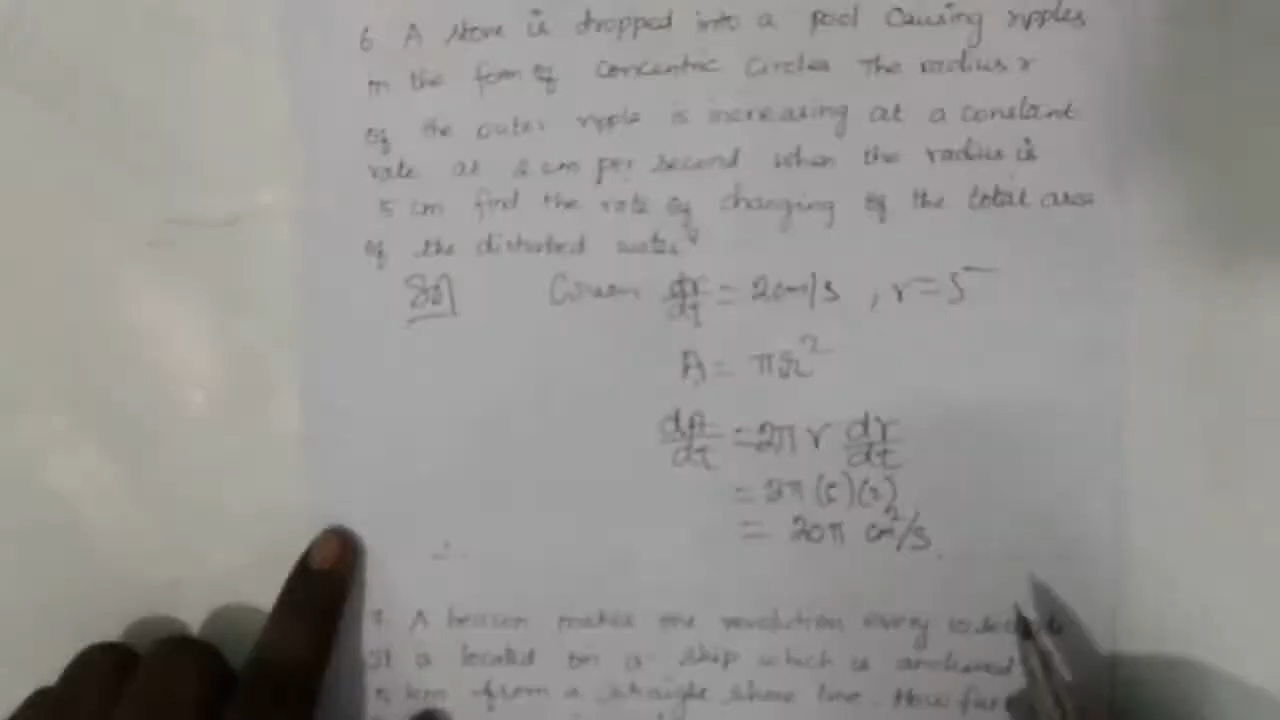 6 A stone is dropped into a pool causing ripples
in the form of concentric circles The radius r
of the outer ripple is increasing at a constant
rate at 2 cm per second when the radius is
5 cm find the rate of changing of the total area
of the disturbed water?
Sol Given dr/dt = 2cm/s , r=5
A = πr²
dA/dt = 2π r dr/dt
= 2π (5)(2)
= 20π cm²/s.
∴
7. A beacon makes one revolution every
It is located on a ship which is anchored
5 km from a straight shore line. How far